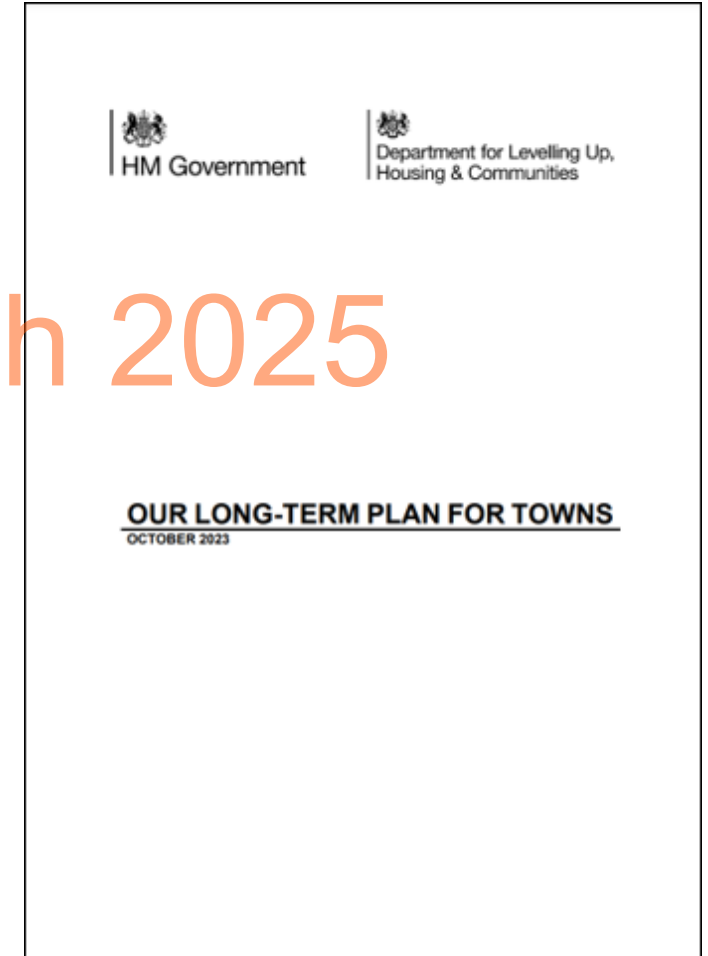 HM Government
Department for Levelling Up,
Housing & Communities
h 2025
OUR LONG-TERM PLAN FOR TOWNS
OCTOBER 2023